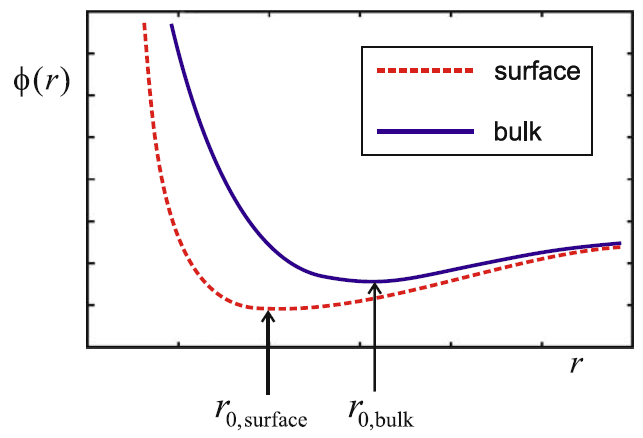 surface
ϕ(r)
bulk
r
r0,surface r0,bulk